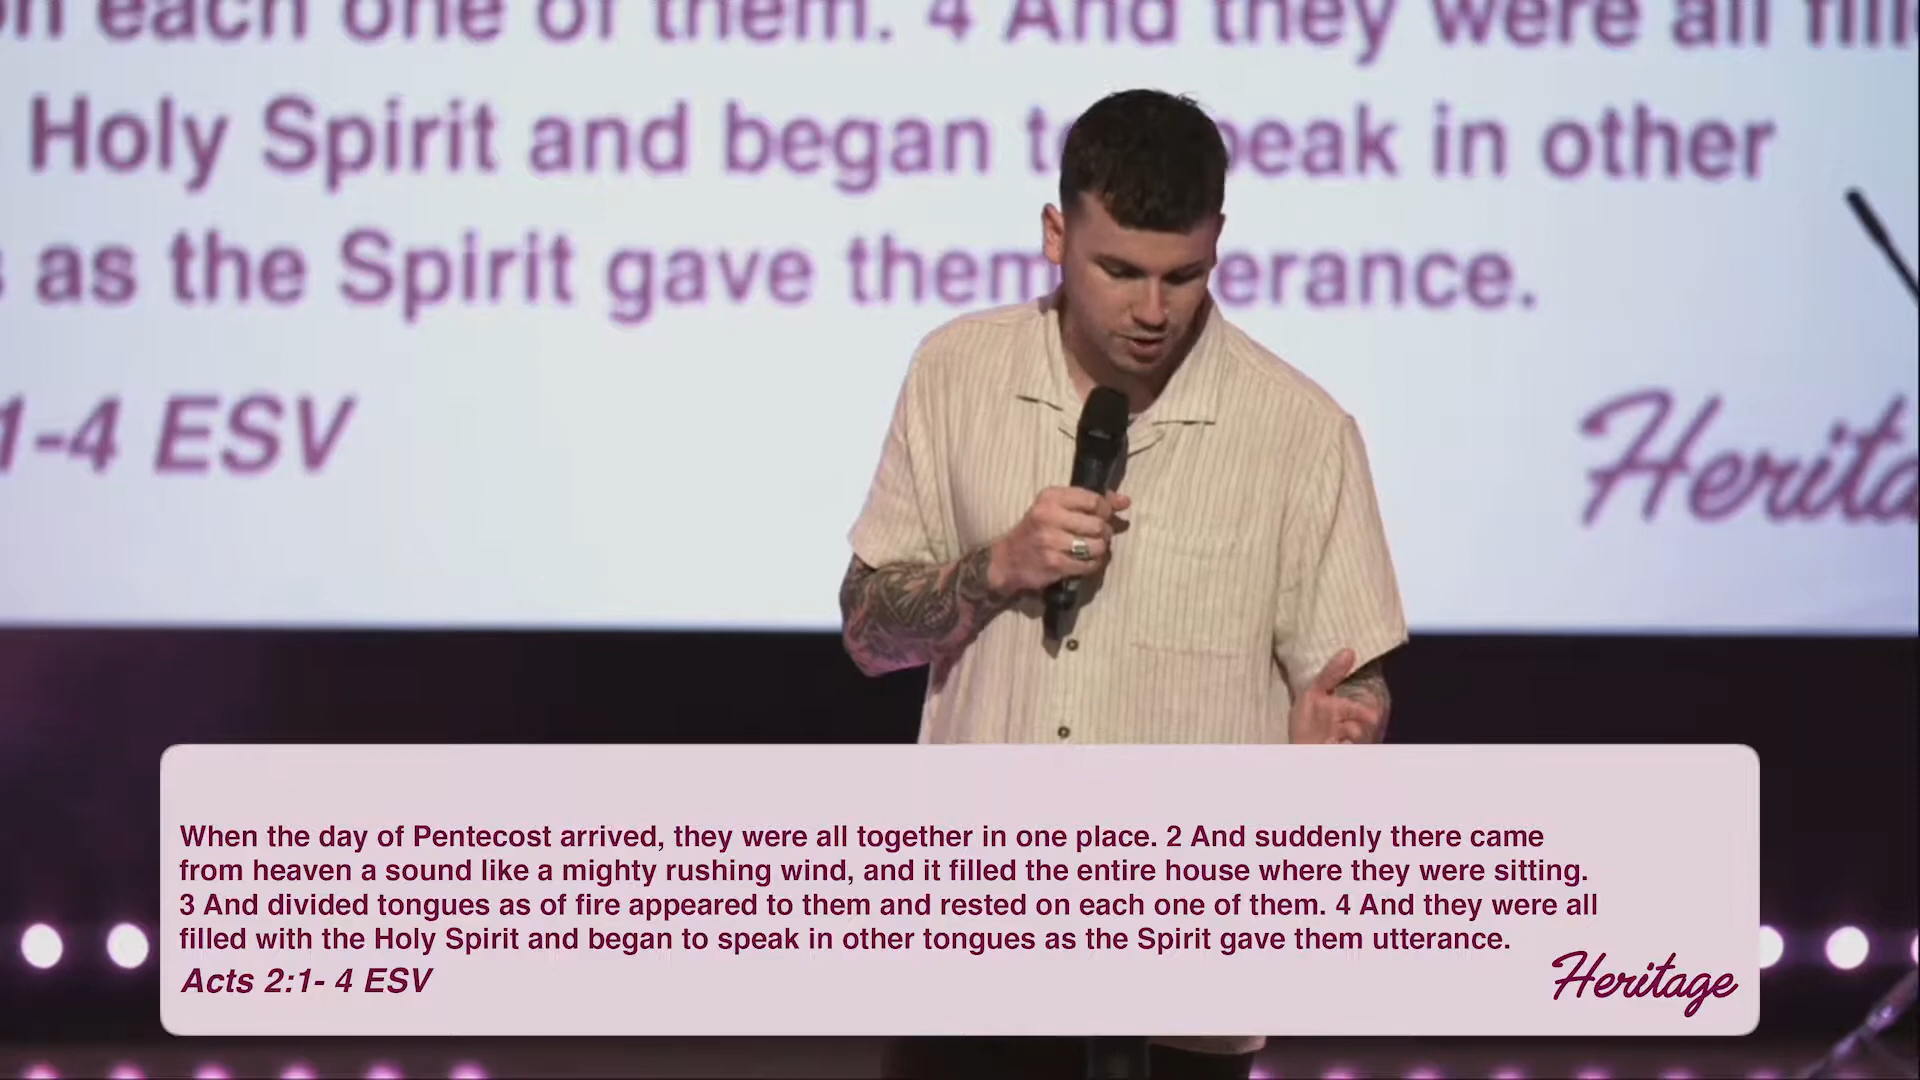 on each one of them. 4 And they were all
Holy Spirit and began to speak in other
as the Spirit gave them utterance.
1-4 ESV
When the day of Pentecost arrived, they were all together in one place. 2 And suddenly there came
from heaven a sound like a mighty rushing wind, and it filled the entire house where they were sitting.
3 And divided tongues as of fire appeared to them and rested on each one of them. 4 And they were all
filled with the Holy Spirit and began to speak in other tongues as the Spirit gave them utterance.
Acts 2:1- 4 ESV
Heritage